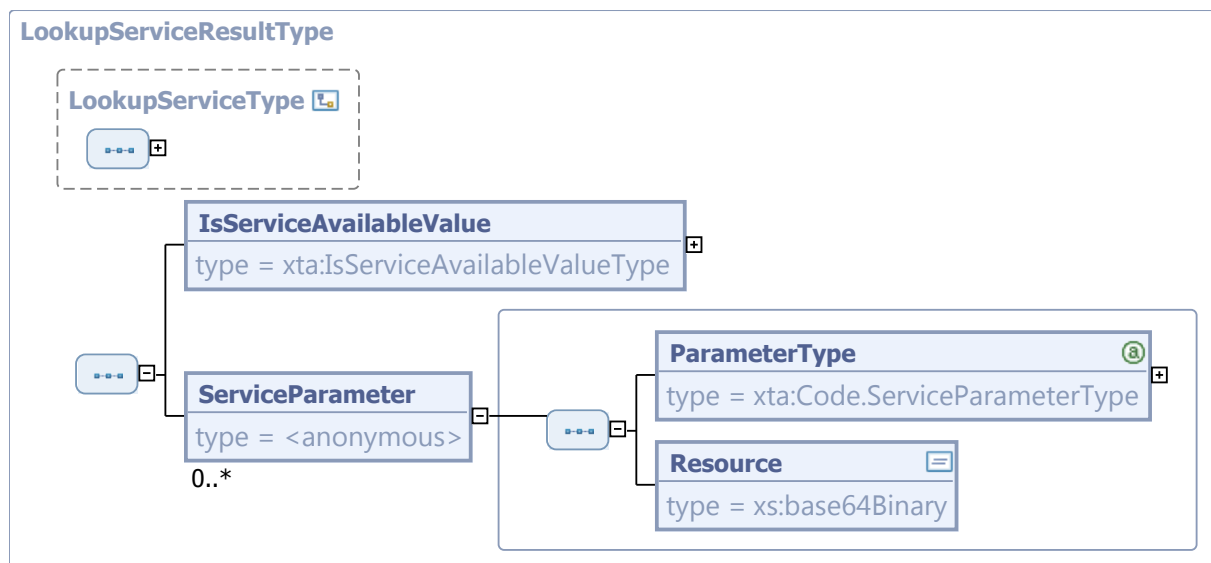 LookupServiceResultType
LookupServiceType
IsServiceAvailableValue
type = xta:IsServiceAvailableValueType
ServiceParameter
type = <anonymous>
0..*
ParameterType
type = xta:Code.ServiceParameterType
Resource
type = xs:base64Binary